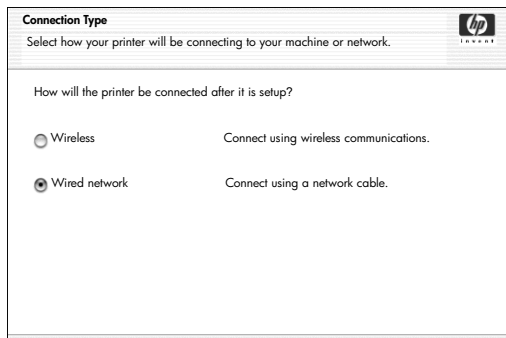 Connection Type
Select how your printer will be connecting to your machine or network.
hp
invent
How will the printer be connected after it is setup?
Wireless Connect using wireless communications.
Wired network Connect using a network cable.